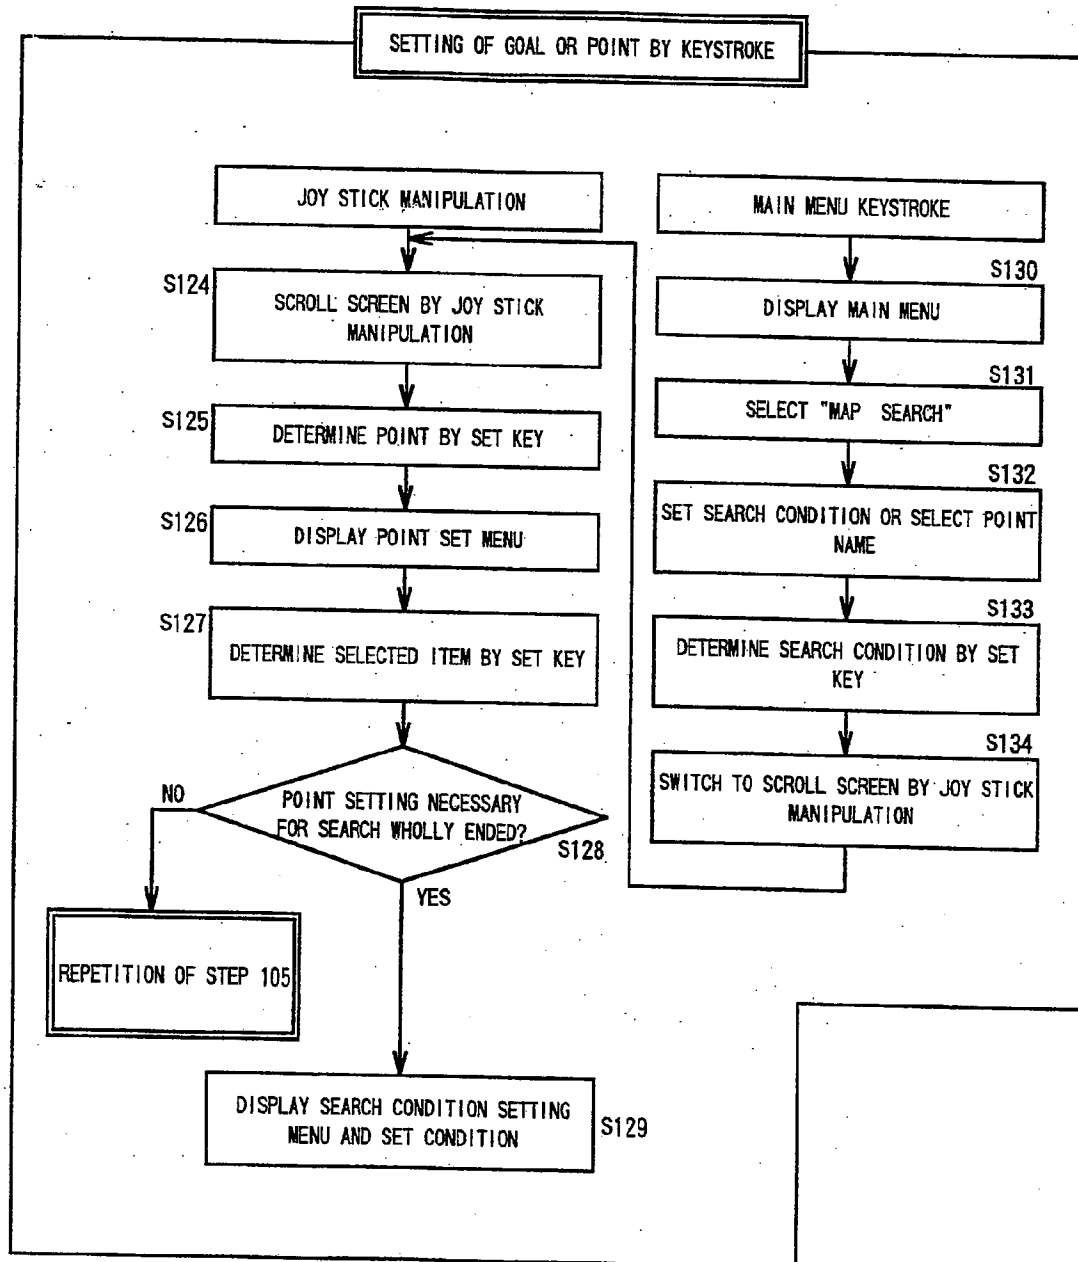 SETTING OF GOAL OR POINT BY KEYSTROKE
JOY STICK MANIPULATION
S124
SCROLL SCREEN BY JOY STICK
MANIPULATION
S125
DETERMINE POINT BY SET KEY
S126
DISPLAY POINT SET MENU
S127
DETERMINE SELECTED ITEM BY SET KEY
NO
POINT SETTING NECESSARY
FOR SEARCH WHOLLY ENDED?
S128
YES
REPETITION OF STEP 105
DISPLAY SEARCH CONDITION SETTING
MENU AND SET CONDITION
S129
MAIN MENU KEYSTROKE
S130
DISPLAY MAIN MENU
S131
SELECT "MAP SEARCH"
S132
SET SEARCH CONDITION OR SELECT POINT
NAME
S133
DETERMINE SEARCH CONDITION BY SET
KEY
S134
SWITCH TO SCROLL SCREEN BY JOY STICK
MANIPULATION